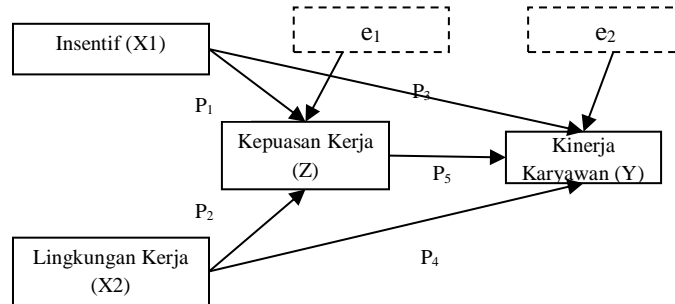 e₁
e₂
Insentif (X1)
P₃
P₁
Kepuasan Kerja
(Z)
Kinerja
Karyawan (Y)
P₅
P₂
Lingkungan Kerja
(X2)
P₄